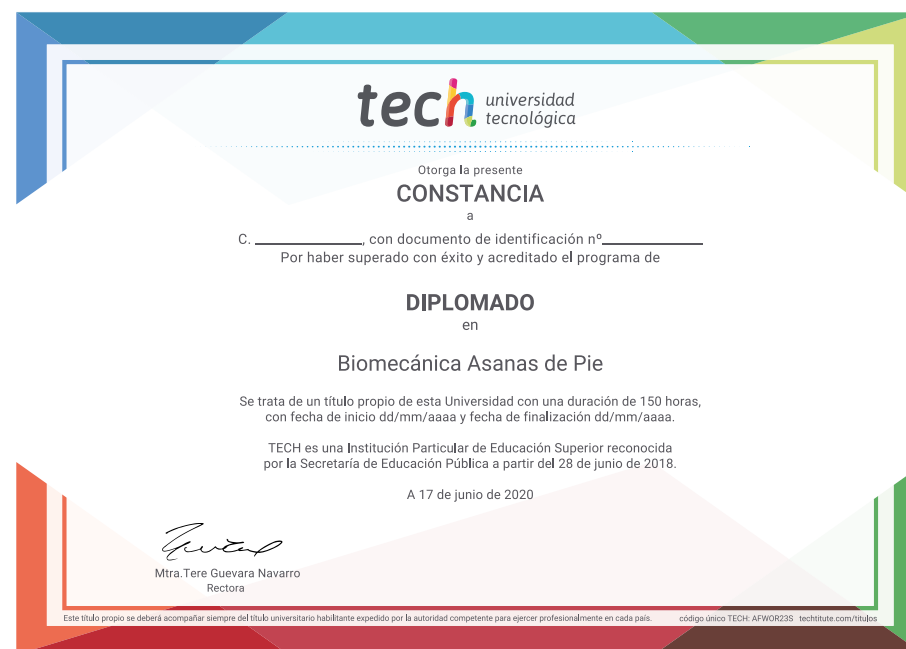 tech universidad
tecnológica
Otorga la presente
CONSTANCIA
a
C. ______________, con documento de identificación nº_____________
Por haber superado con éxito y acreditado el programa de
DIPLOMADO
en
Biomecánica Asanas de Pie
Se trata de un título propio de esta Universidad con una duración de 150 horas,
con fecha de inicio dd/mm/aaaa y fecha de finalización dd/mm/aaaa.
TECH es una Institución Particular de Educación Superior reconocida
por la Secretaría de Educación Pública a partir del 28 de junio de 2018.
A 17 de junio de 2020
Mtra.Tere Guevara Navarro
Rectora
Este título propio se deberá acompañar siempre del título universitario habilitante expedido por la autoridad competente para ejercer profesionalmente en cada país. código único TECH: AFWOR23S techtitute.com/titulos